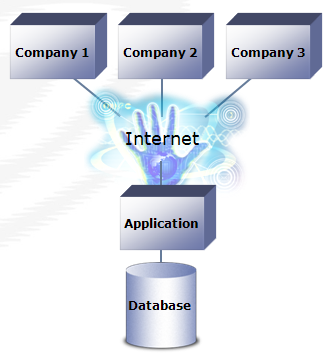 Company 1
Company 2
Company 3
Internet
Application
Database